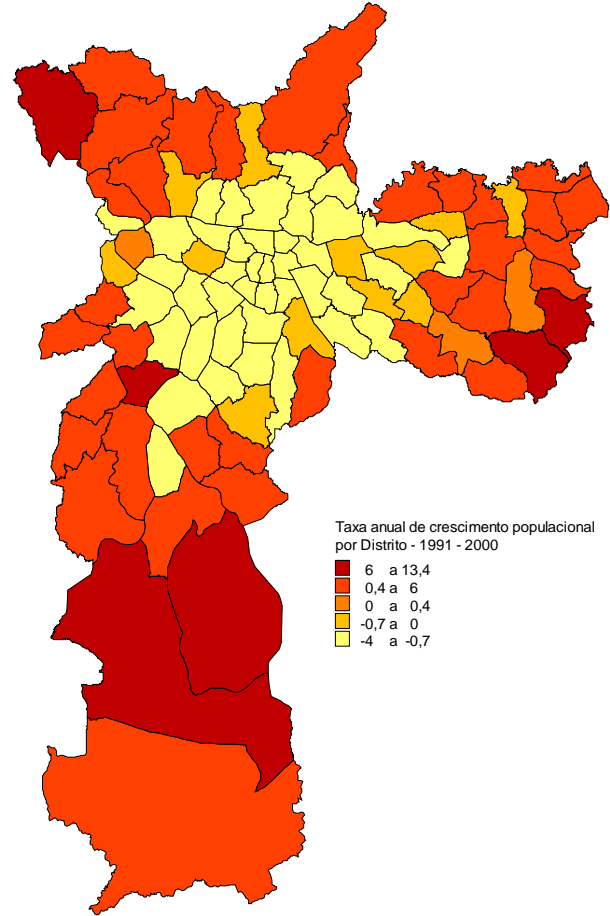 Taxa anual de crescimento populacional
por Distrito - 1991 - 2000
6 a 13,4
0,4 a 6
0 a 0,4
-0,7 a 0
-4 a -0,7